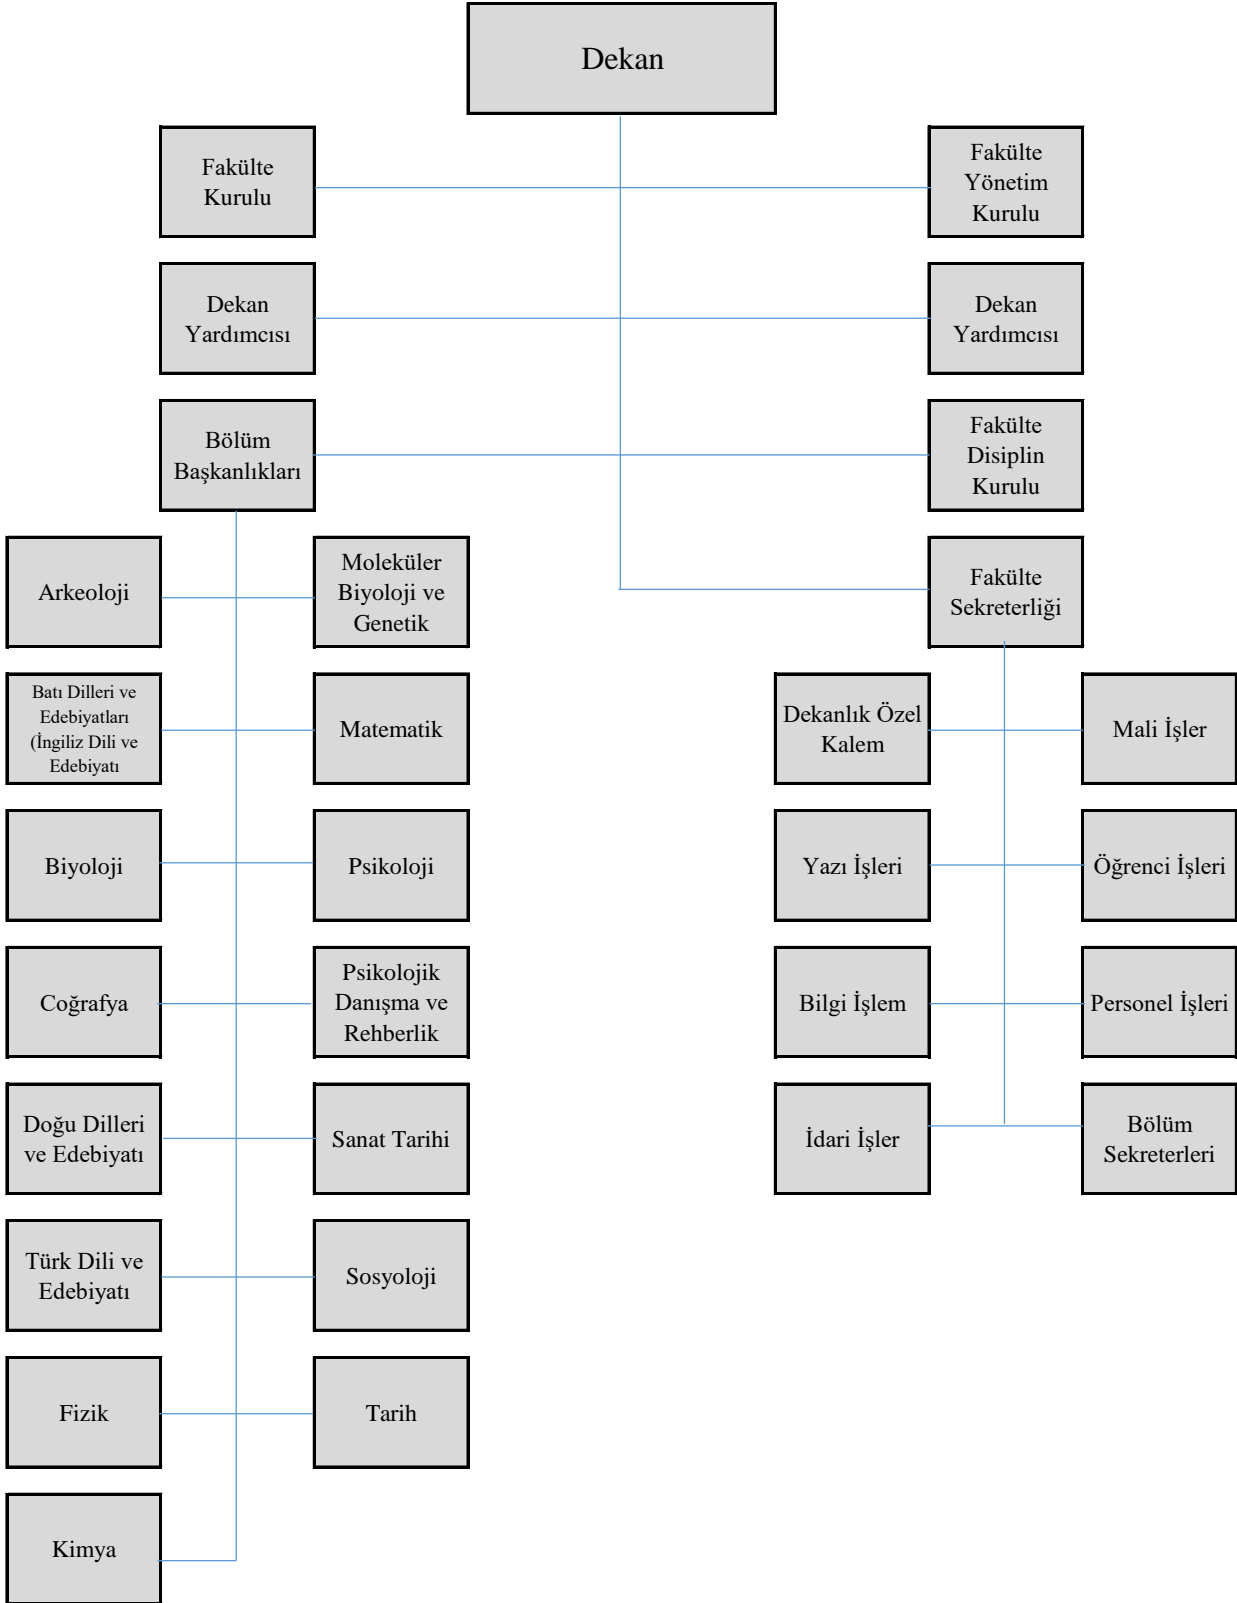 Dekan
Fakülte
Kurulu
Fakülte
Yönetim
Kurulu
Dekan
Yardımcısı
Dekan
Yardımcısı
Bölüm
Başkanlıkları
Fakülte
Disiplin
Kurulu
Arkeoloji
Moleküler
Biyoloji ve
Genetik
Fakülte
Sekreterliği
Batı Dilleri ve
Edebiyatları
(İngiliz Dili ve
Edebiyatı
Matematik
Dekanlık Özel
Kalem
Mali İşler
Biyoloji
Psikoloji
Yazı İşleri
Öğrenci İşleri
Coğrafya
Psikolojik
Danışma ve
Rehberlik
Bilgi İşlem
Personel İşleri
Doğu Dilleri
ve Edebiyatı
Sanat Tarihi
İdari İşler
Bölüm
Sekreterleri
Türk Dili ve
Edebiyatı
Sosyoloji
Fizik
Tarih
Kimya